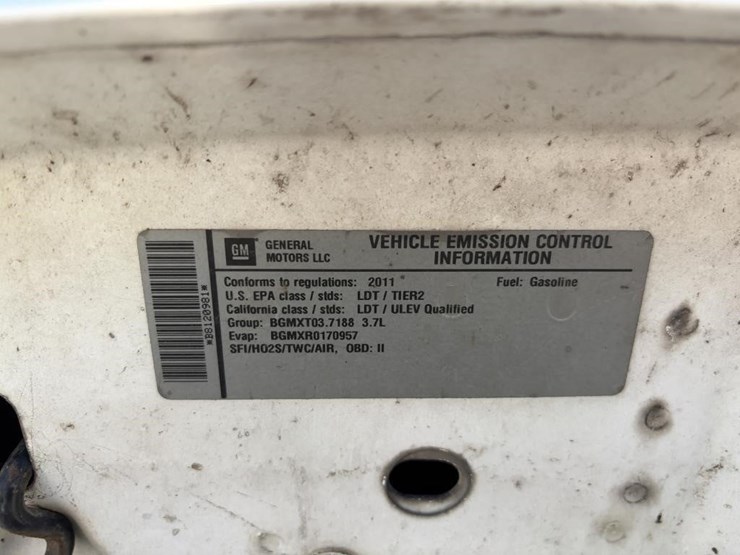 GM GENERAL MOTORS LLC
VEHICLE EMISSION CONTROL
INFORMATION
Conforms to regulations: 2011 Fuel: Gasoline
U.S. EPA class / stds: LDT / TIER2
California class / stds: LDT / ULEV Qualified
Group: BGMXT03.7188 3.7L
Evap: BGMXR0170957
SFI/HO2S/TWC/AIR, OBD: II
*B8120981*